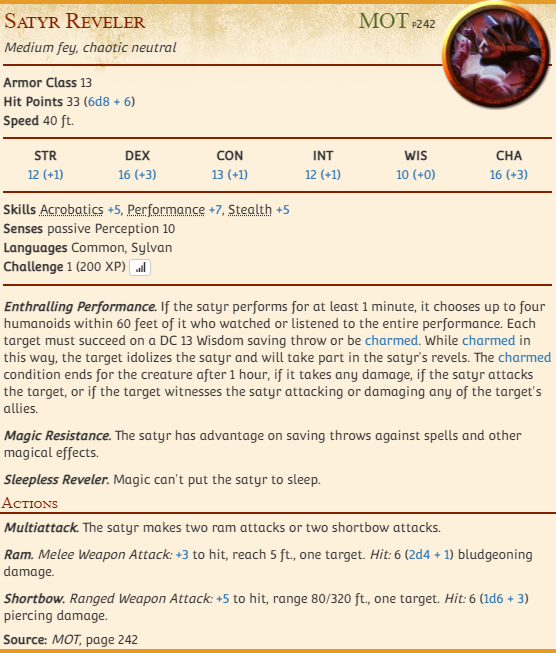 Satyr Reveler MOT p242
Medium fey, chaotic neutral
Armor Class 13
Hit Points 33 (6d8 + 6)
Speed 40 ft.
STR DEX CON INT WIS CHA
12 (+1) 16 (+3) 13 (+1) 12 (+1) 10 (+0) 16 (+3)
Skills Acrobatics +5, Performance +7, Stealth +5
Senses passive Perception 10
Languages Common, Sylvan
Challenge 1 (200 XP)
Enthralling Performance. If the satyr performs for at least 1 minute, it chooses up to four
humanoids within 60 feet of it who watched or listened to the entire performance. Each
target must succeed on a DC 13 Wisdom saving throw or be charmed. While charmed in
this way, the target idolizes the satyr and will take part in the satyr's revels. The charmed
condition ends for the creature after 1 hour, if it takes any damage, if the satyr attacks
the target, or if the target witnesses the satyr attacking or damaging any of the target's
allies.
Magic Resistance. The satyr has advantage on saving throws against spells and other
magical effects.
Sleepless Reveler. Magic can't put the satyr to sleep.
Actions
Multiattack. The satyr makes two ram attacks or two shortbow attacks.
Ram. Melee Weapon Attack: +3 to hit, reach 5 ft., one target. Hit: 6 (2d4 + 1) bludgeoning
damage.
Shortbow. Ranged Weapon Attack: +5 to hit, range 80/320 ft., one target. Hit: 6 (1d6 + 3)
piercing damage.
Source: MOT, page 242